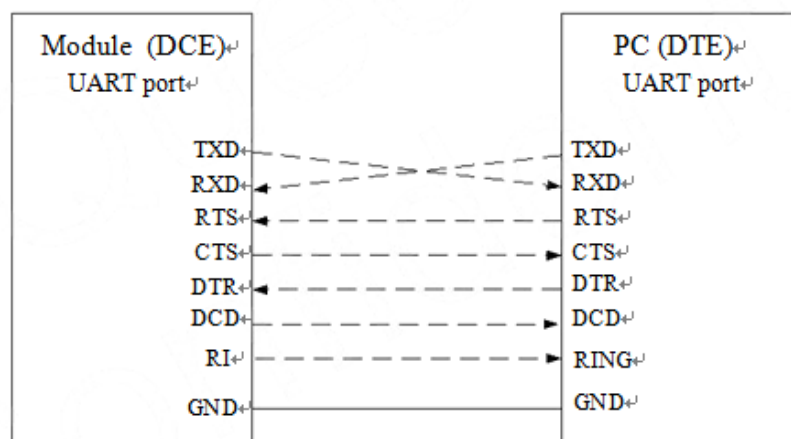 Module (DCE)↵
UART port↵
TXD↵
RXD↵
RTS↵
CTS↵
DTR↵
DCD↵
RI↵
GND↵
PC (DTE)↵
UART port↵
TXD↵
RXD↵
RTS↵
CTS↵
DTR↵
DCD↵
RING↵
GND↵